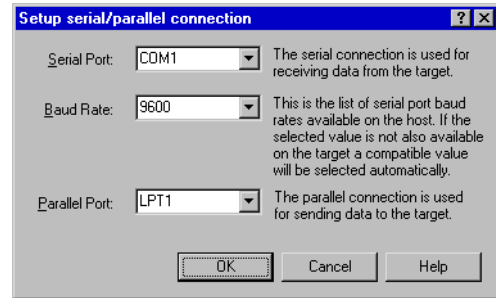 Setup serial/parallel connection
Serial Port: COM1 The serial connection is used for
receiving data from the target.
Baud Rate: 9600 This is the list of serial port baud
rates available on the host. If the
selected value is not also available
on the target a compatible value
will be selected automatically.
Parallel Port: LPT1 The parallel connection is used
for sending data to the target.
OK Cancel Help